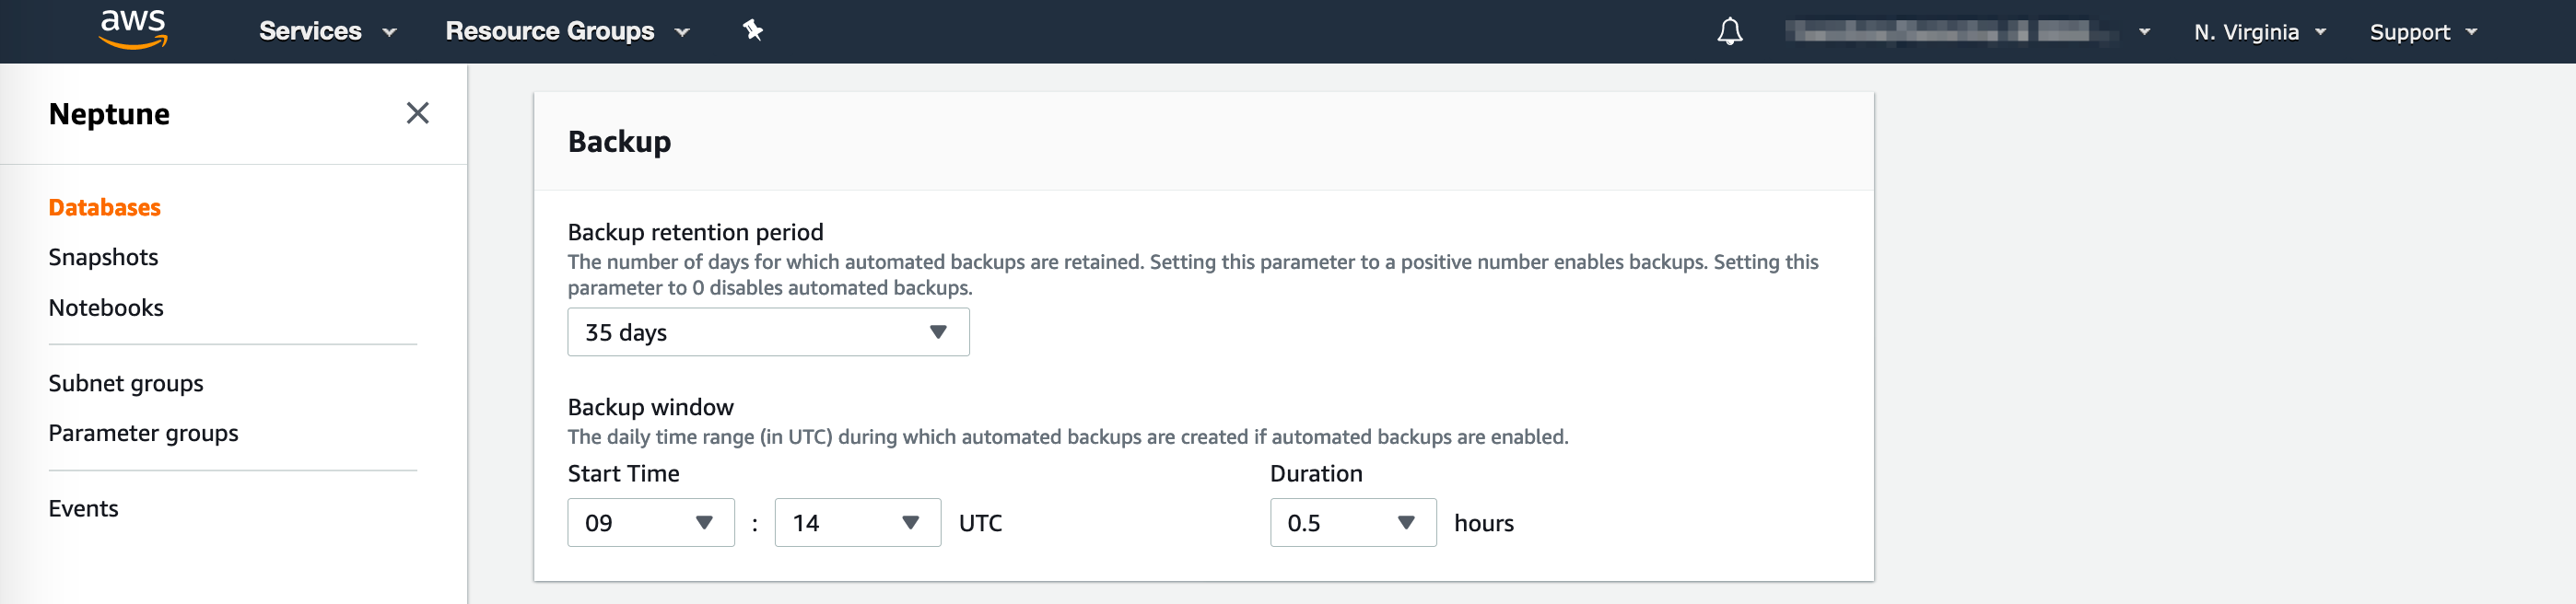 aws Services Resource Groups N. Virginia Support
Neptune
Databases
Snapshots
Notebooks
Subnet groups
Parameter groups
Events
Backup
Backup retention period
The number of days for which automated backups are retained. Setting this parameter to a positive number enables backups. Setting this
parameter to 0 disables automated backups.
35 days
Backup window
The daily time range (in UTC) during which automated backups are created if automated backups are enabled.
Start Time Duration
09 : 14 UTC 0.5 hours